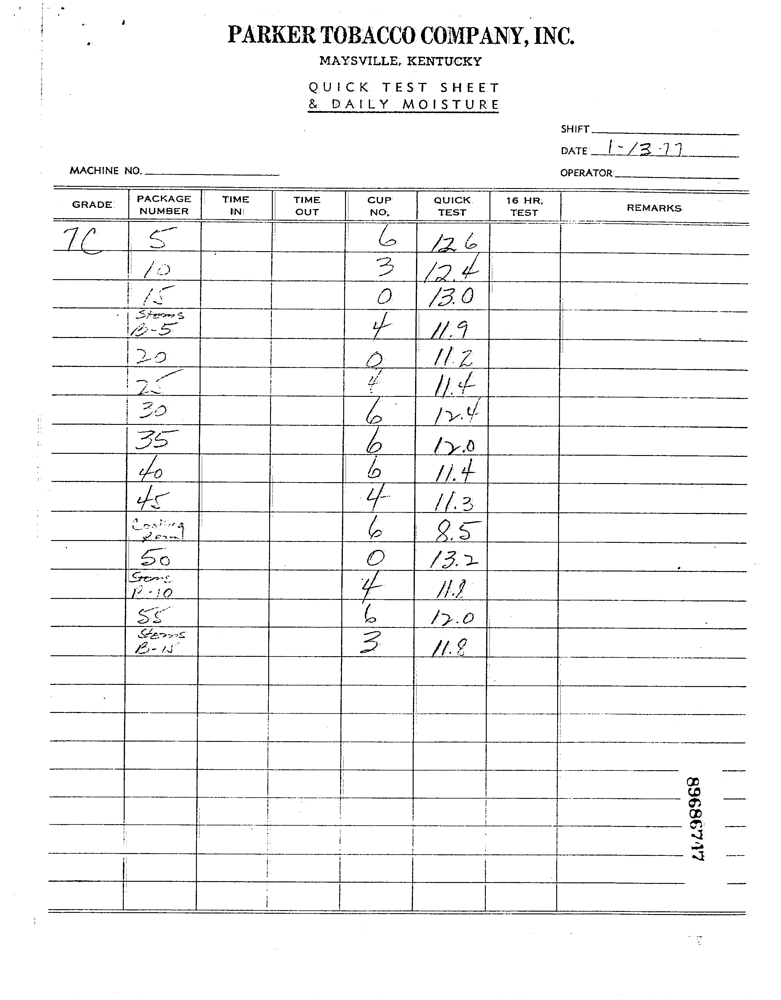 PARKER TOBACCO COMPANY, INC.
MAYSVILLE, KENTUCKY
QUICK TEST SHEET
& DAILY MOISTURE
SHIFT
DATE 1-13-77
MACHINE NO.
OPERATOR
GRADE PACKAGE NUMBER TIME IN TIME OUT CUP NO. QUICK TEST 16 HR. TEST REMARKS
7C 5 6 12.6
10 3 12.4
15 0 13.0
Stems
B-5 4 11.9
20 0 11.2
25 4 11.4
30 6 12.4
35 6 12.0
40 6 11.4
45 4 11.3
Cooling
Room 6 8.5
50 0 13.2
Stems
B-10 4 11.8
55 6 12.0
Stems
B-15 3 11.8
89686747